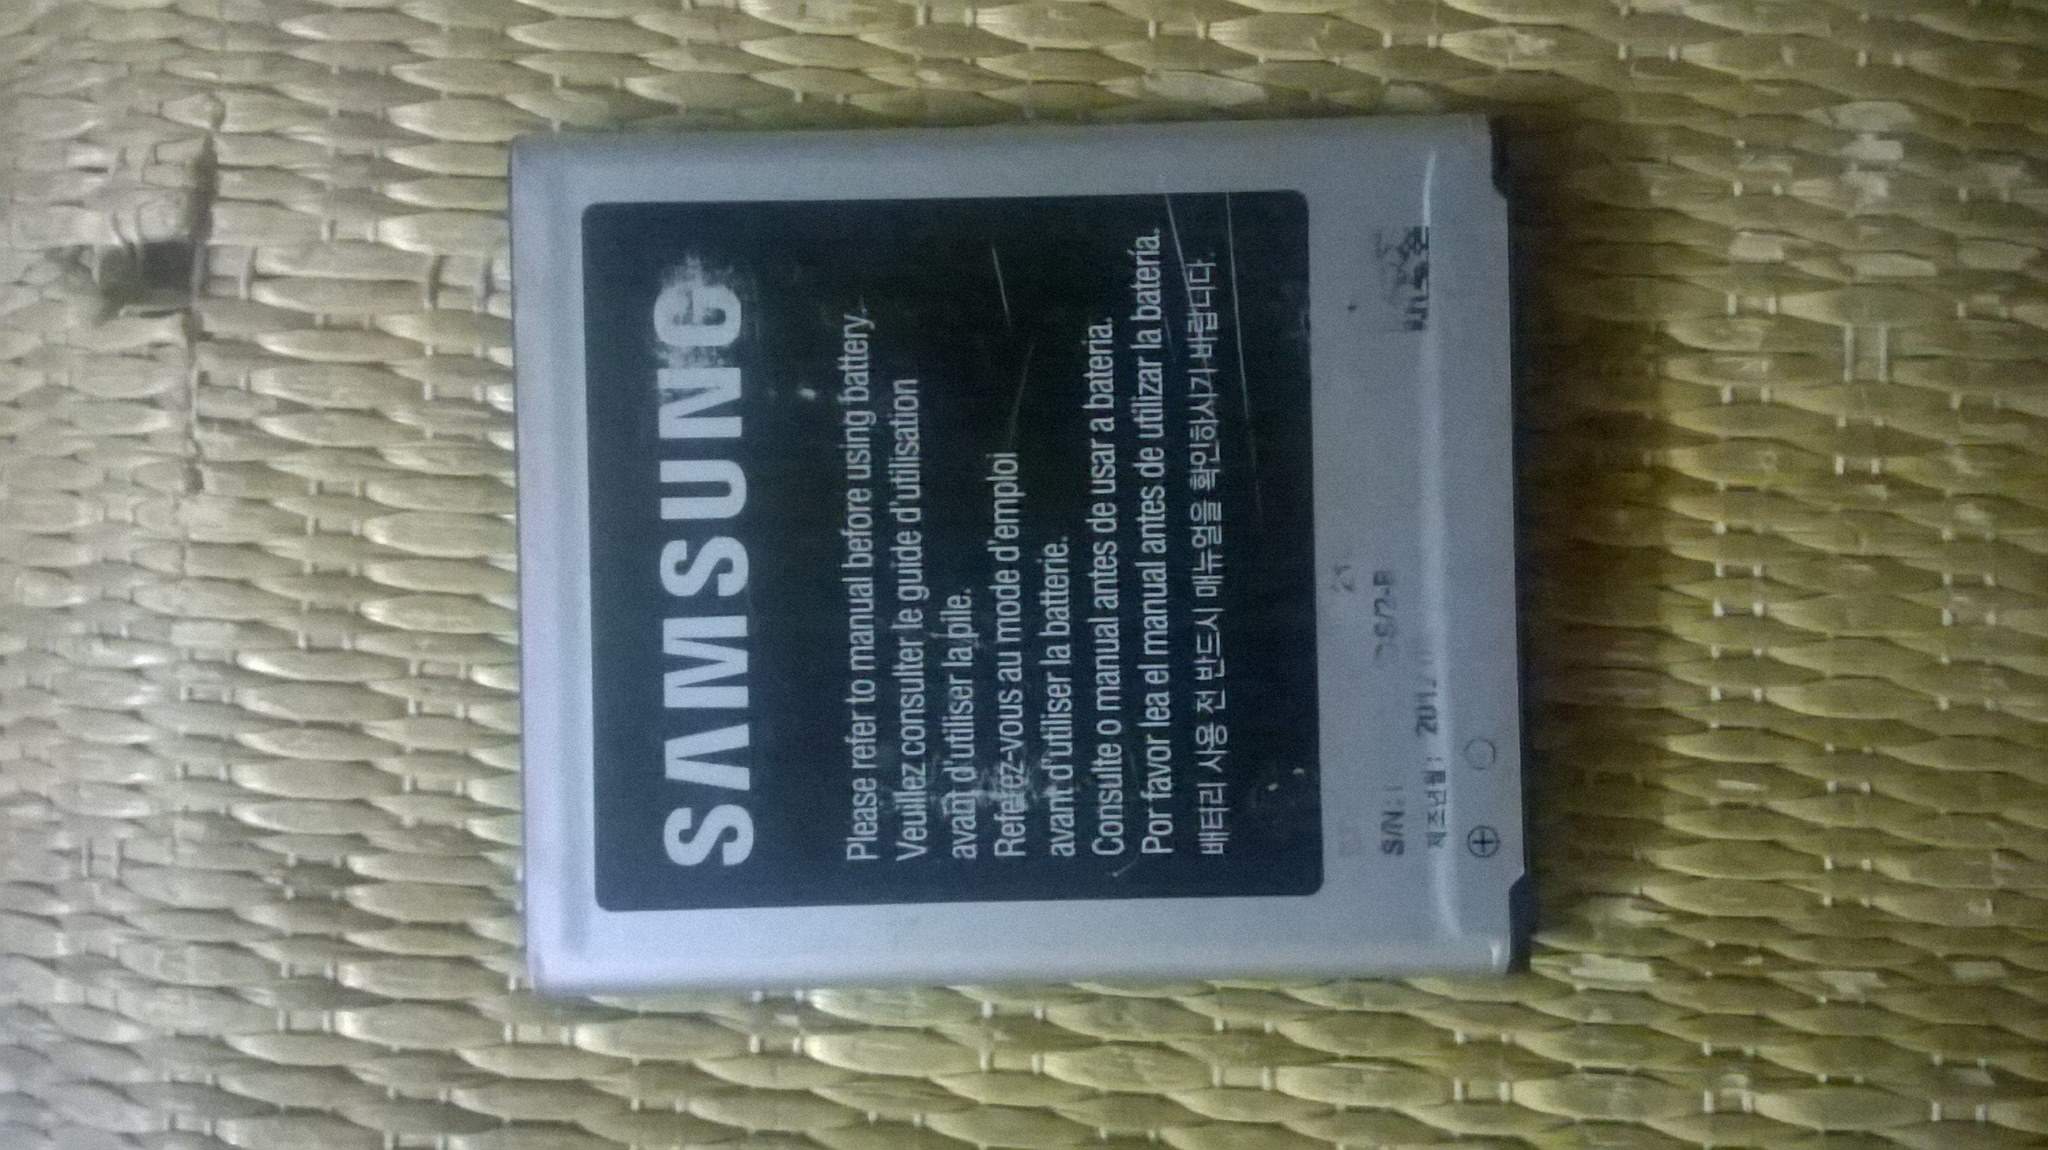 SAMSUNG
Please refer to manual before using battery.
Veuillez consulter le guide d'utilisation
avant d'utiliser la pile.
Referez-vous au mode d'emploi
avant d'utiliser la batterie.
Consulte o manual antes de usar a bateria.
Por favor lea el manual antes de utilizar la batería.
배터리 사용 전 반드시 매뉴얼을 확인하시기 바랍니다.
S/N:
제조년월: